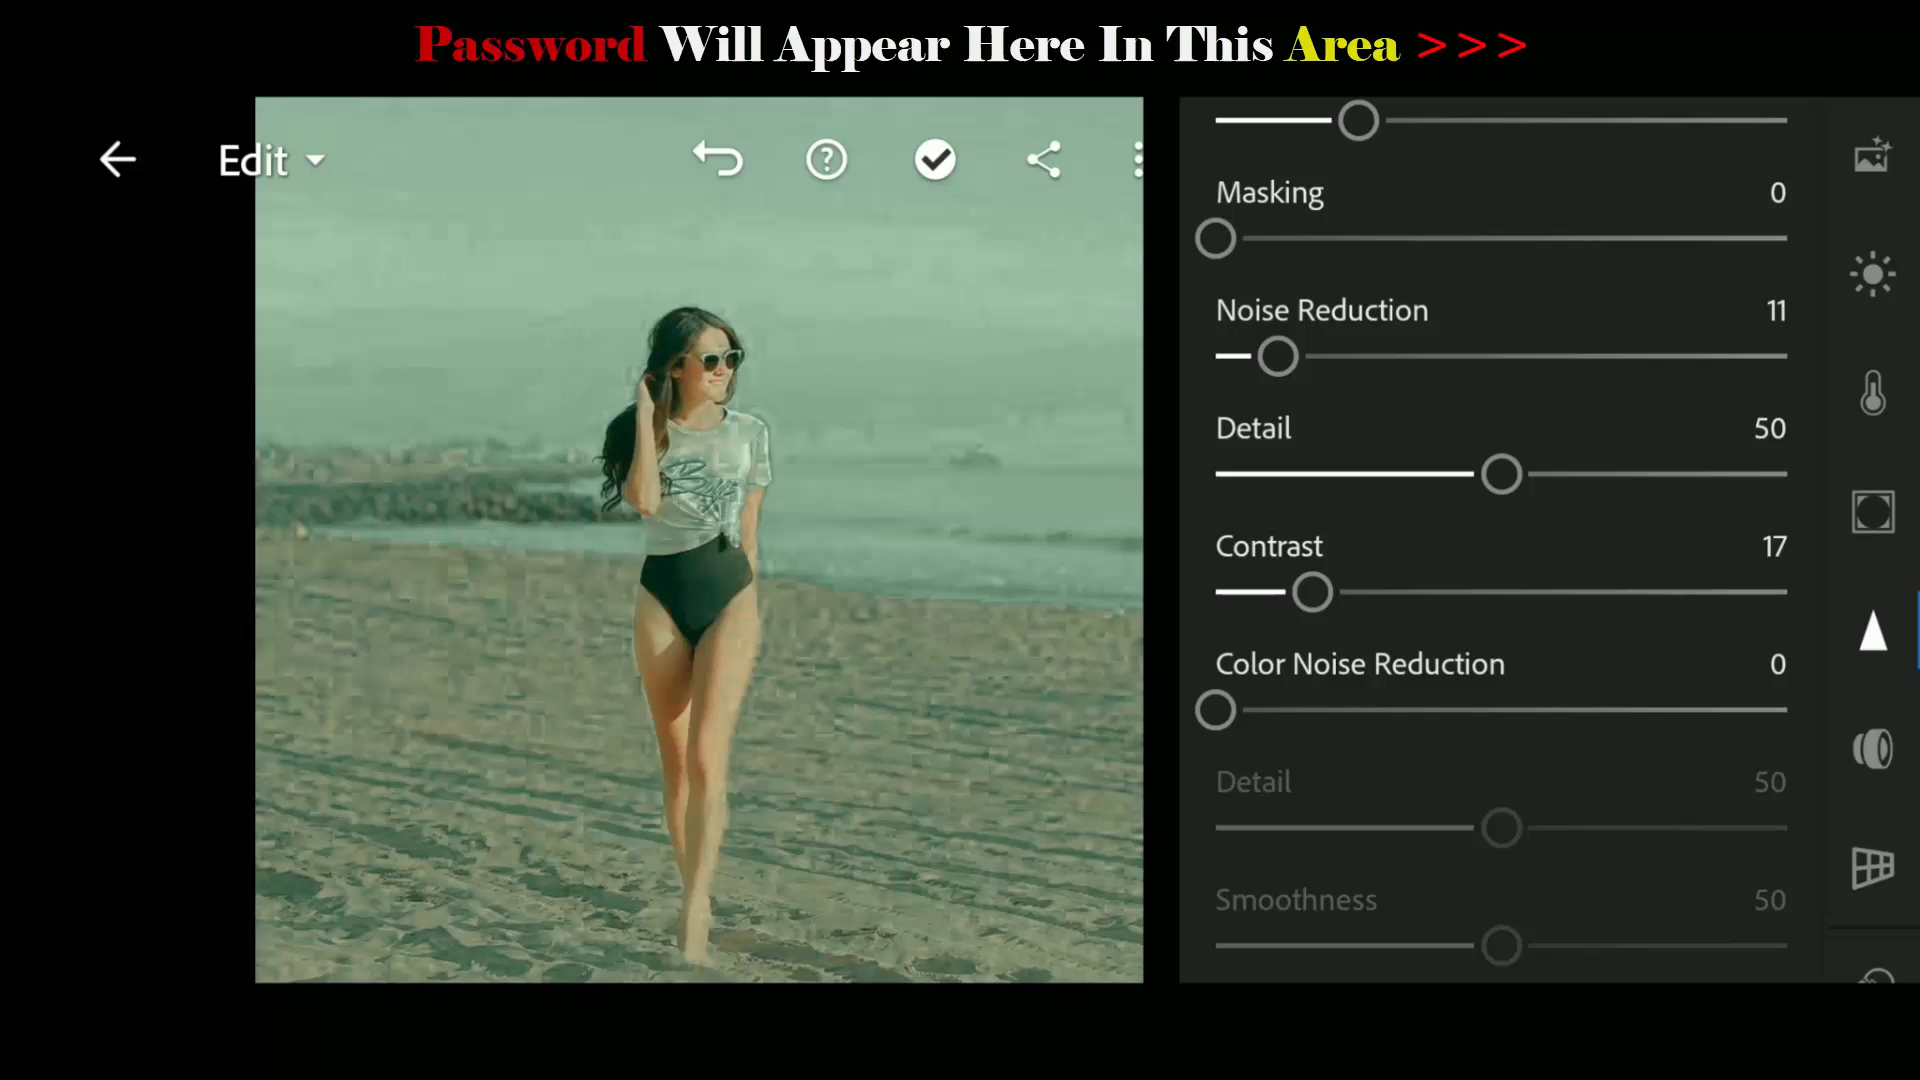 Password Will Appear Here In This Area >>>
Edit
Masking 0
Noise Reduction 11
Detail 50
Contrast 17
Color Noise Reduction 0
Detail 50
Smoothness 50